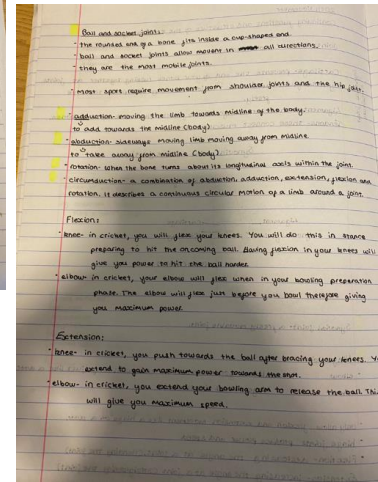 Ball and socket joints:
- the rounded end of a bone fits inside a cup-shaped end.
- ball and socket joints allow movent in all directions.
- they are the most mobile joints.
- most sport require movement from shoulder joints and the hip joint.
- adduction- moving the limb towards midline of the body.
to add towards the midline (body)
- abduction- sideways moving limb moving away from midline
to take away from midline (body)
- rotation- when the bone turns about its longitudinal axis within the joint.
- circumduction- a combination of abduction, adduction, extension, flexion and
rotation. It describes a continuous circular motion of a limb around a joint.
Flexion:
- knee- in cricket, you will flex your knees. You will do this in stance
preparing to hit the oncoming ball. Having flexion in your knees will
give you power to hit the ball harder.
- elbow- in cricket, your elbow will flex when in your bowling preparation
phase. The elbow will flex just before you bowl therefore giving
you maximum power.
Extension:
- knee- in cricket, you push towards the ball after bracing your knees.
extend to gain maximum power towards the shot.
- elbow- in cricket, you extend your bowling arm to release the ball.
will give you maximum speed.